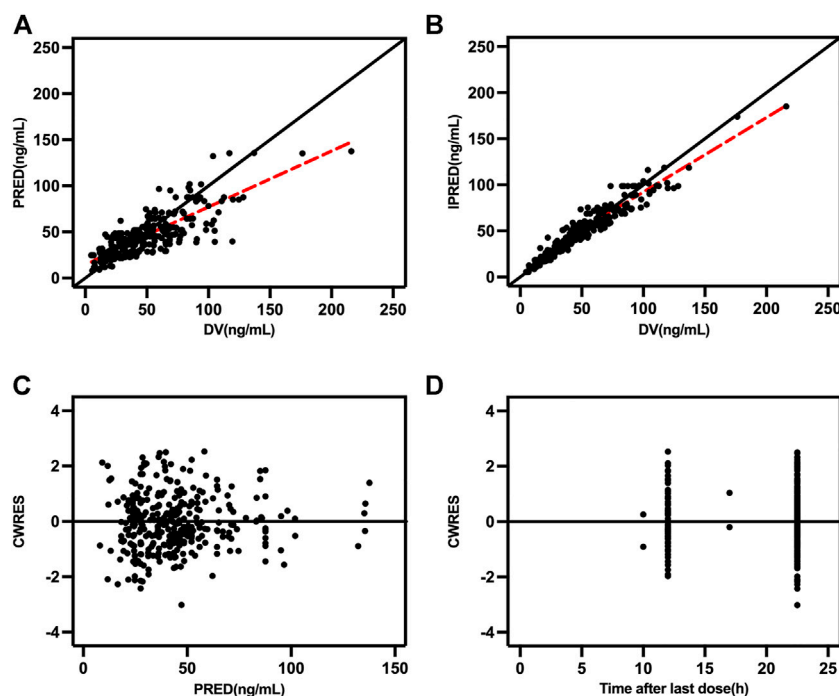 A
PRED(ng/mL)
250
200
150
100
50
0
0 50 100 150 200 250
DV(ng/mL)
B
IPRED(ng/mL)
250
200
150
100
50
0
0 50 100 150 200 250
DV(ng/mL)
C
CWRES
4
2
0
-2
-4
0 50 100 150
PRED(ng/mL)
D
CWRES
4
2
0
-2
-4
0 5 10 15 20 25
Time after last dose(h)